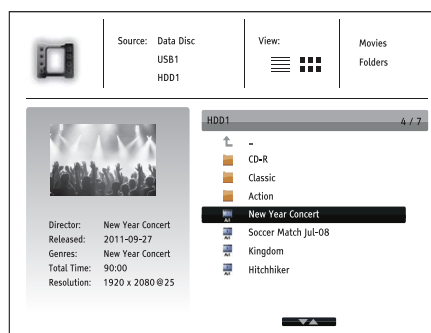 Source: Data Disc
USB1
HDD1
View:
Movies
Folders
HDD1 4 / 7
–
CD-R
Classic
Action
New Year Concert
Soccer Match Jul-08
Kingdom
Hitchhiker
Director: New Year Concert
Released: 2011-09-27
Genres: New Year Concert
Total Time: 90:00
Resolution: 1920 x 2080@25